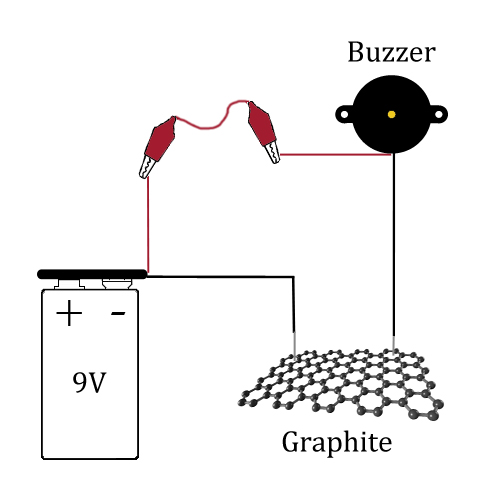 Buzzer
+ -
9V
Graphite